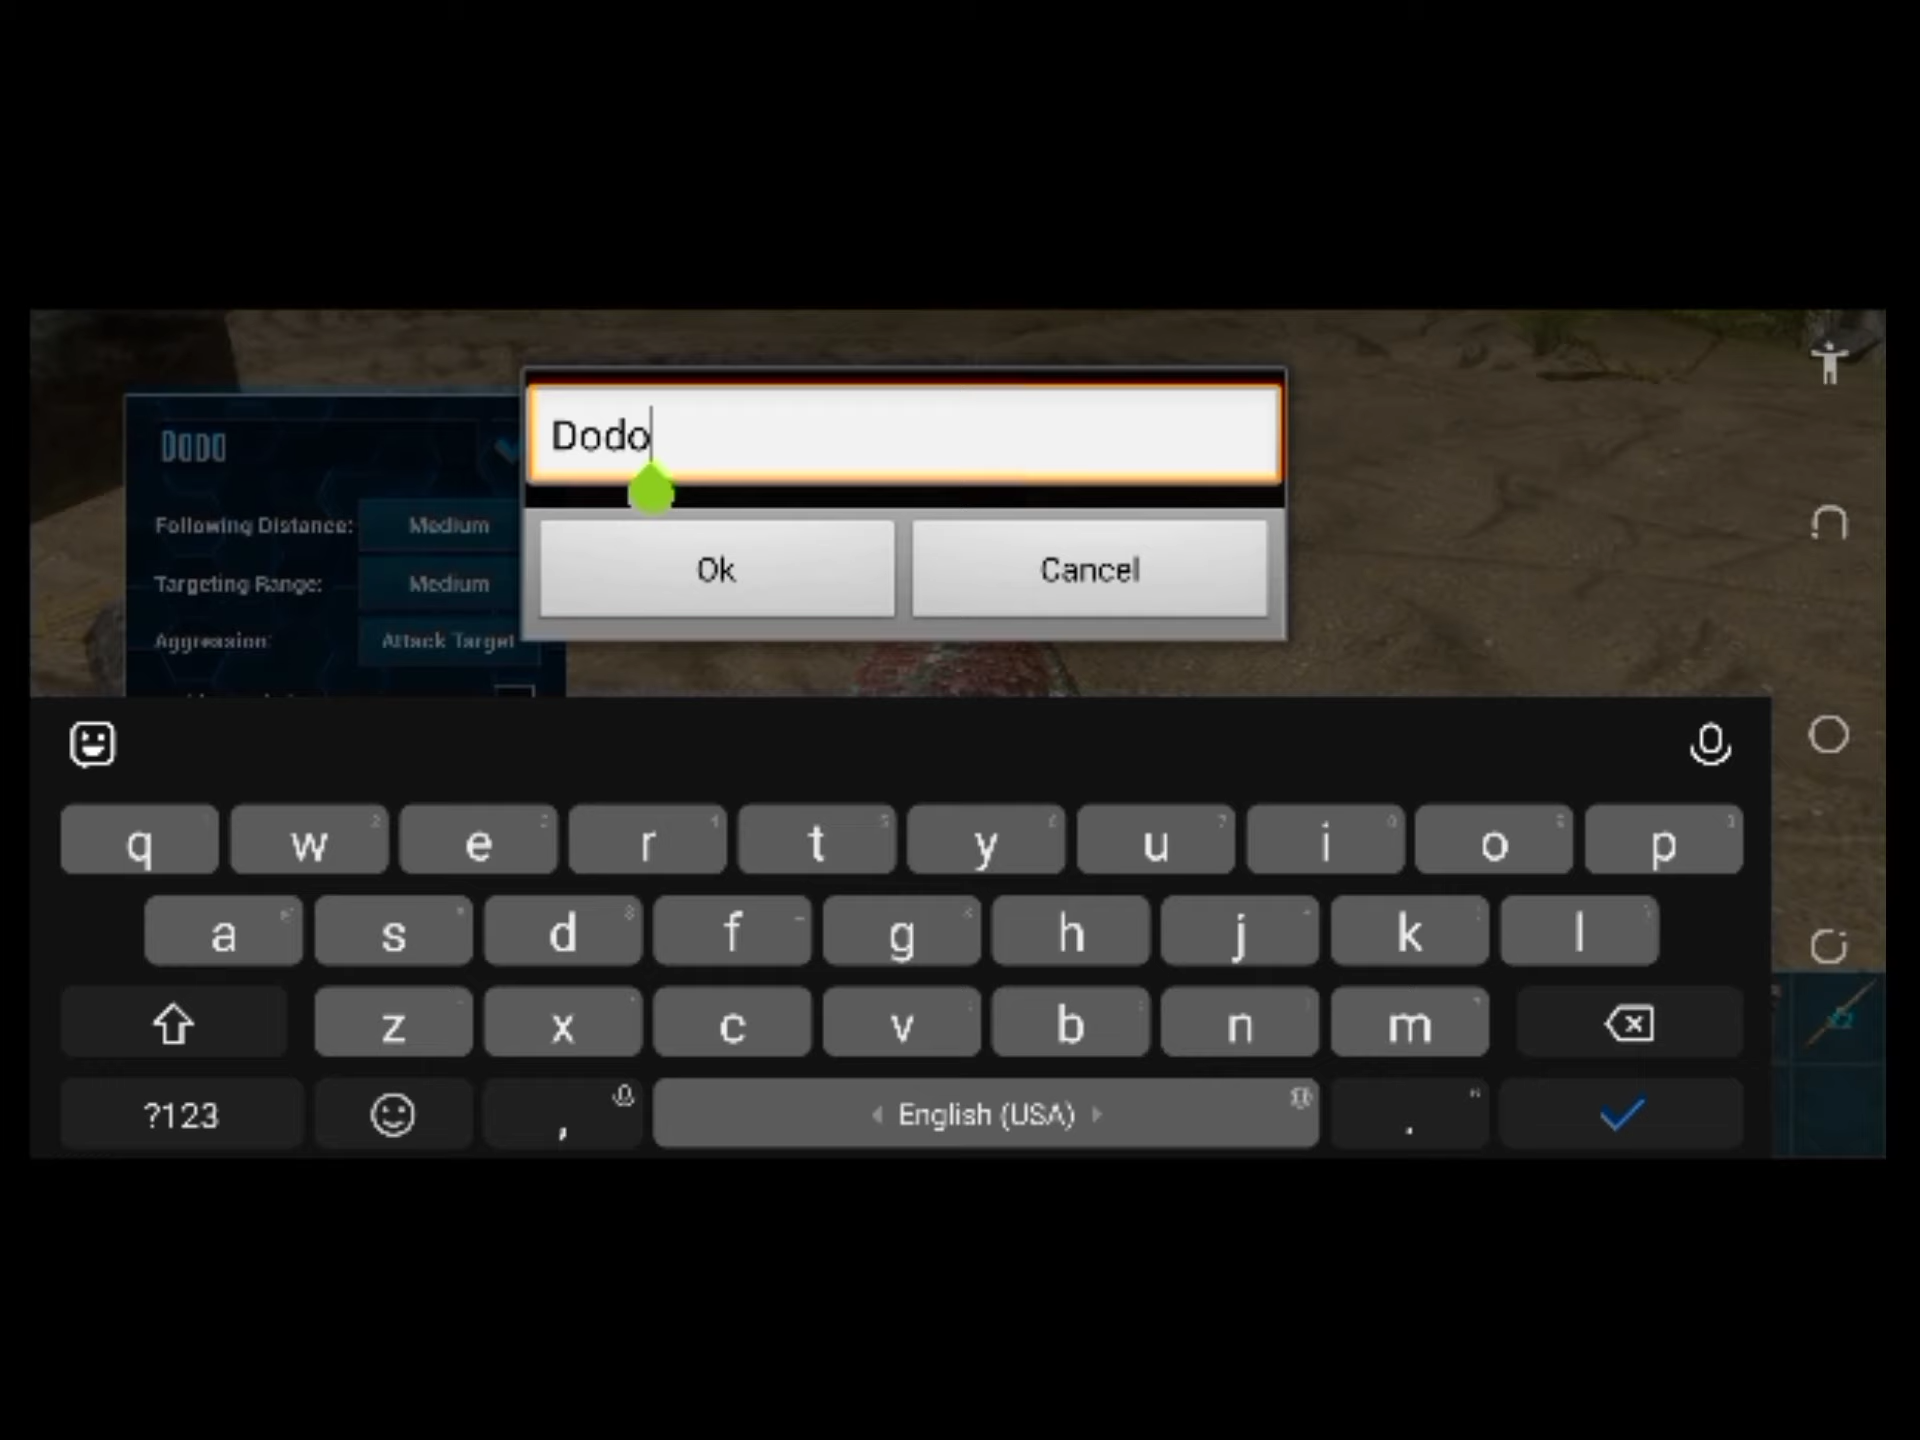 Dodo
DODO
Following Distance: Medium
Targeting Range: Medium
Aggression: Attack Target
Ok Cancel
q w e r t y u i o p
a s d f g h j k l
z x c v b n m
?123 , English (USA) .